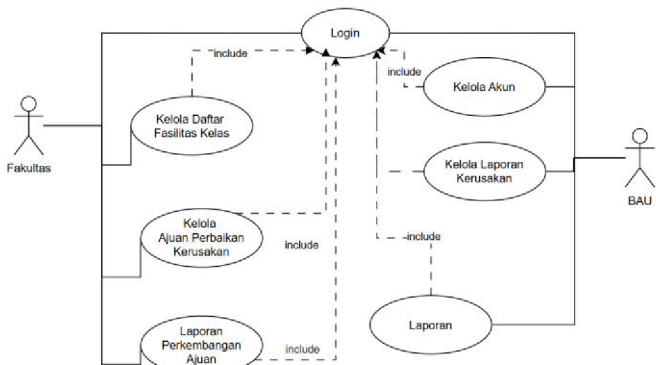 Login
include
include
Kelola Akun
Kelola Daftar
Fasilitas Kelas
Fakultas
Kelola Laporan
Kerusakan
BAU
Kelola
Ajuan Perbaikan
Kerusakan
include
include
Laporan
Laporan
Perkembangan
Ajuan
include